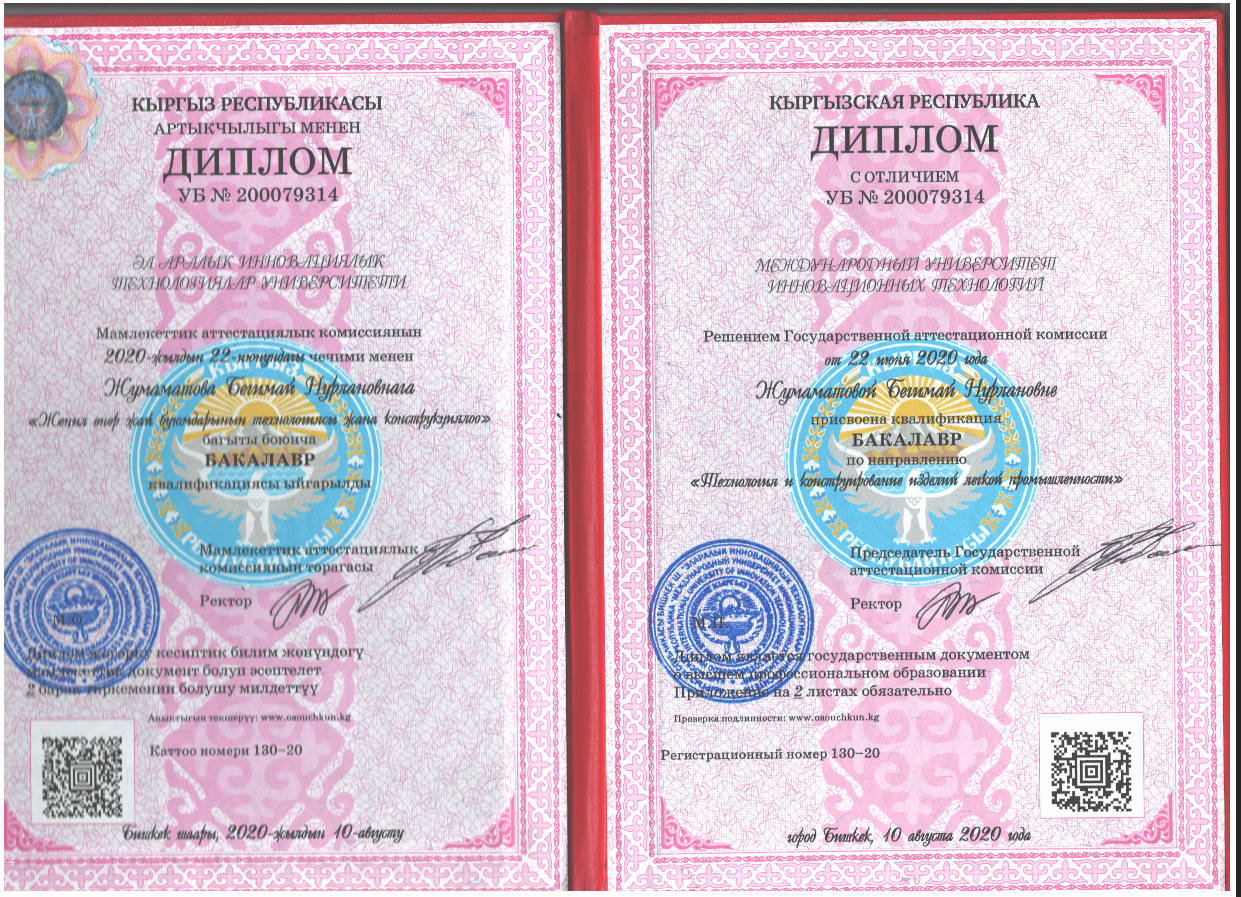 КЫРГЫЗ РЕСПУБЛИКАСЫ
АРТЫКЧЫЛЫГЫ МЕНЕН
ДИПЛОМ
УБ № 200079314
ЭЛ АРАЛЫК ИННОВАЦИЯЛЫК
ТЕХНОЛОГИЯЛАР УНИВЕРСИТЕТИ
Мамлекеттик аттестациялык комиссиянын
2020-жылдын 22-июнундагы чечими менен
Жумаматова Бегимай Нурлановнага
«Женил өнөр жай буюмдарынын технологиясы жана конструкциялоо»
багыты боюнча
БАКАЛАВР
квалификациясы ыйгарылды
Мамлекеттик аттестациялык
комиссиянын торагасы
Ректор
М.О.
Диплом жогорку кесиптик билим жөнүндөгү
мамлекеттик документ болуп эсептелет
2 барак тиркеменин болушу милдеттүү
Аныктыгын текшерүү: www.oaouchkun.kg
Каттоо номери 130–20
Бишкек шаары, 2020-жылдын 10-августу
КЫРГЫЗСКАЯ РЕСПУБЛИКА
ДИПЛОМ
С ОТЛИЧИЕМ
УБ № 200079314
МЕЖДУНАРОДНЫЙ УНИВЕРСИТЕТ
ИННОВАЦИОННЫХ ТЕХНОЛОГИЙ
Решением Государственной аттестационной комиссии
от 22 июня 2020 года
Жумаматовой Бегимай Нурлановне
присвоена квалификация
БАКАЛАВР
по направлению
«Технология и конструирование изделий легкой промышленности»
Председатель Государственной
аттестационной комиссии
Ректор
М.П.
Диплом является государственным документом
о высшем профессиональном образовании
Приложение на 2 листах обязательно
Проверка подлинности: www.oaouchkun.kg
Регистрационный номер 130–20
город Бишкек, 10 августа 2020 года